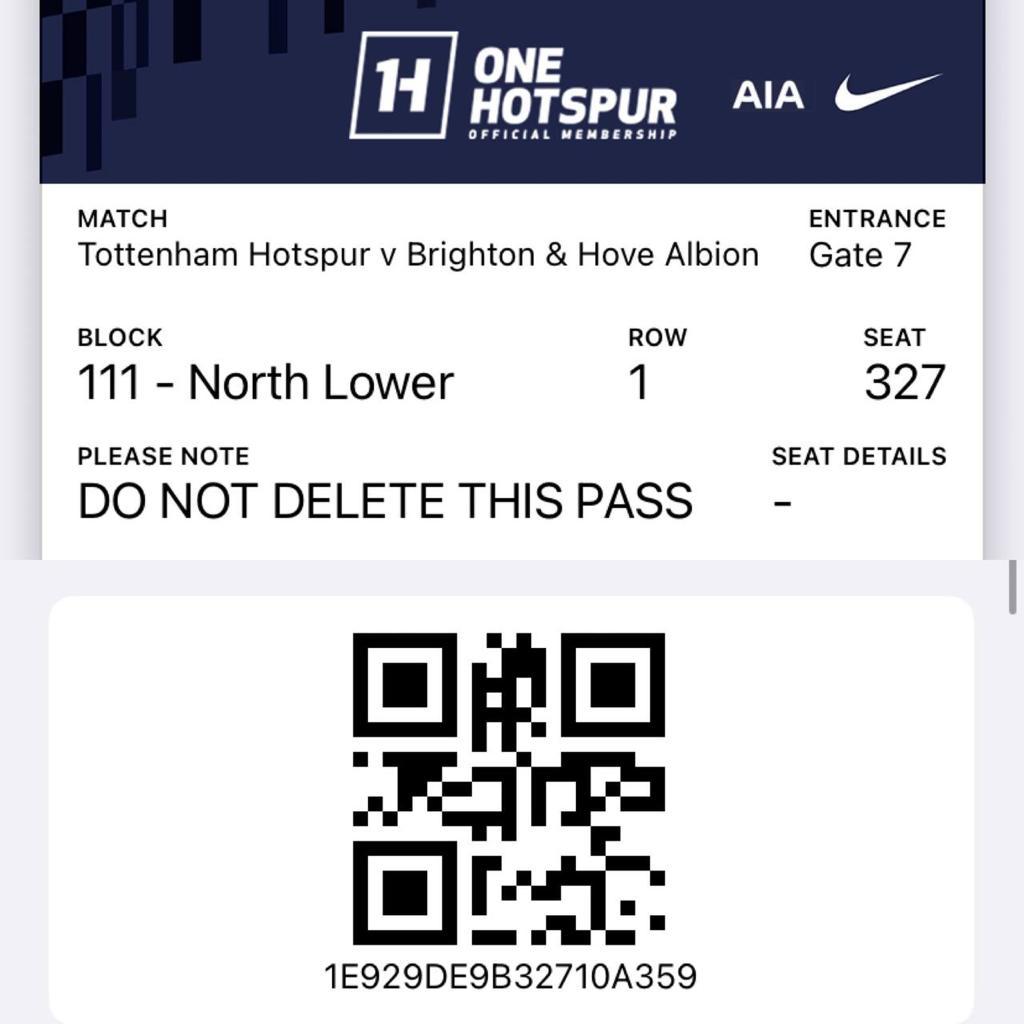 1H ONE
HOTSPUR
OFFICIAL MEMBERSHIP
AIA
MATCH ENTRANCE
Tottenham Hotspur v Brighton & Hove Albion Gate 7
BLOCK ROW SEAT
111 - North Lower 1 327
PLEASE NOTE SEAT DETAILS
DO NOT DELETE THIS PASS -
1E929DE9B32710A359